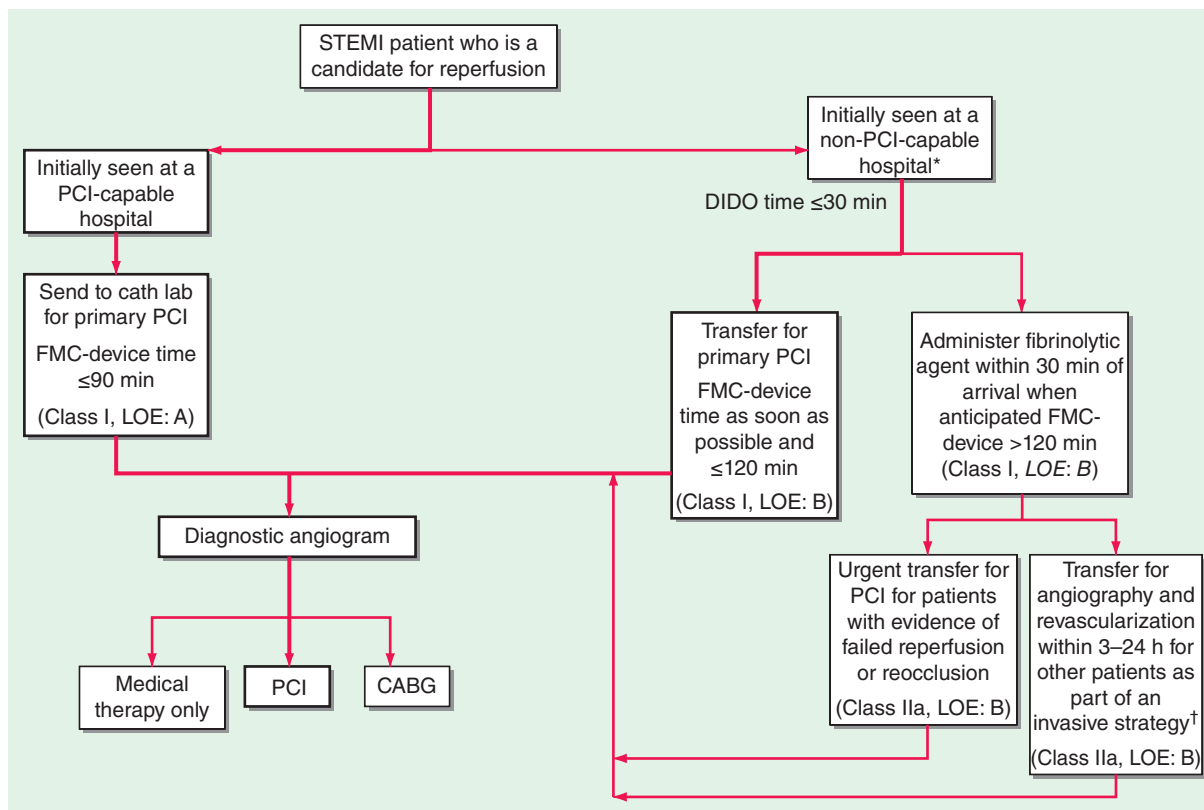 STEMI patient who is a
candidate for reperfusion
Initially seen at a
PCI-capable
hospital
Initially seen at a
non-PCI-capable
hospital*
DIDO time ≤30 min
Send to cath lab
for primary PCI
FMC-device time
≤90 min
(Class I, LOE: A)
Transfer for
primary PCI
FMC-device
time as soon as
possible and
≤120 min
(Class I, LOE: B)
Administer fibrinolytic
agent within 30 min of
arrival when
anticipated FMC-
device >120 min
(Class I, LOE: B)
Diagnostic angiogram
Medical
therapy only
PCI
CABG
Urgent transfer for
PCI for patients
with evidence of
failed reperfusion
or reocclusion
(Class IIa, LOE: B)
Transfer for
angiography and
revascularization
within 3–24 h for
other patients as
part of an
invasive strategy†
(Class IIa, LOE: B)